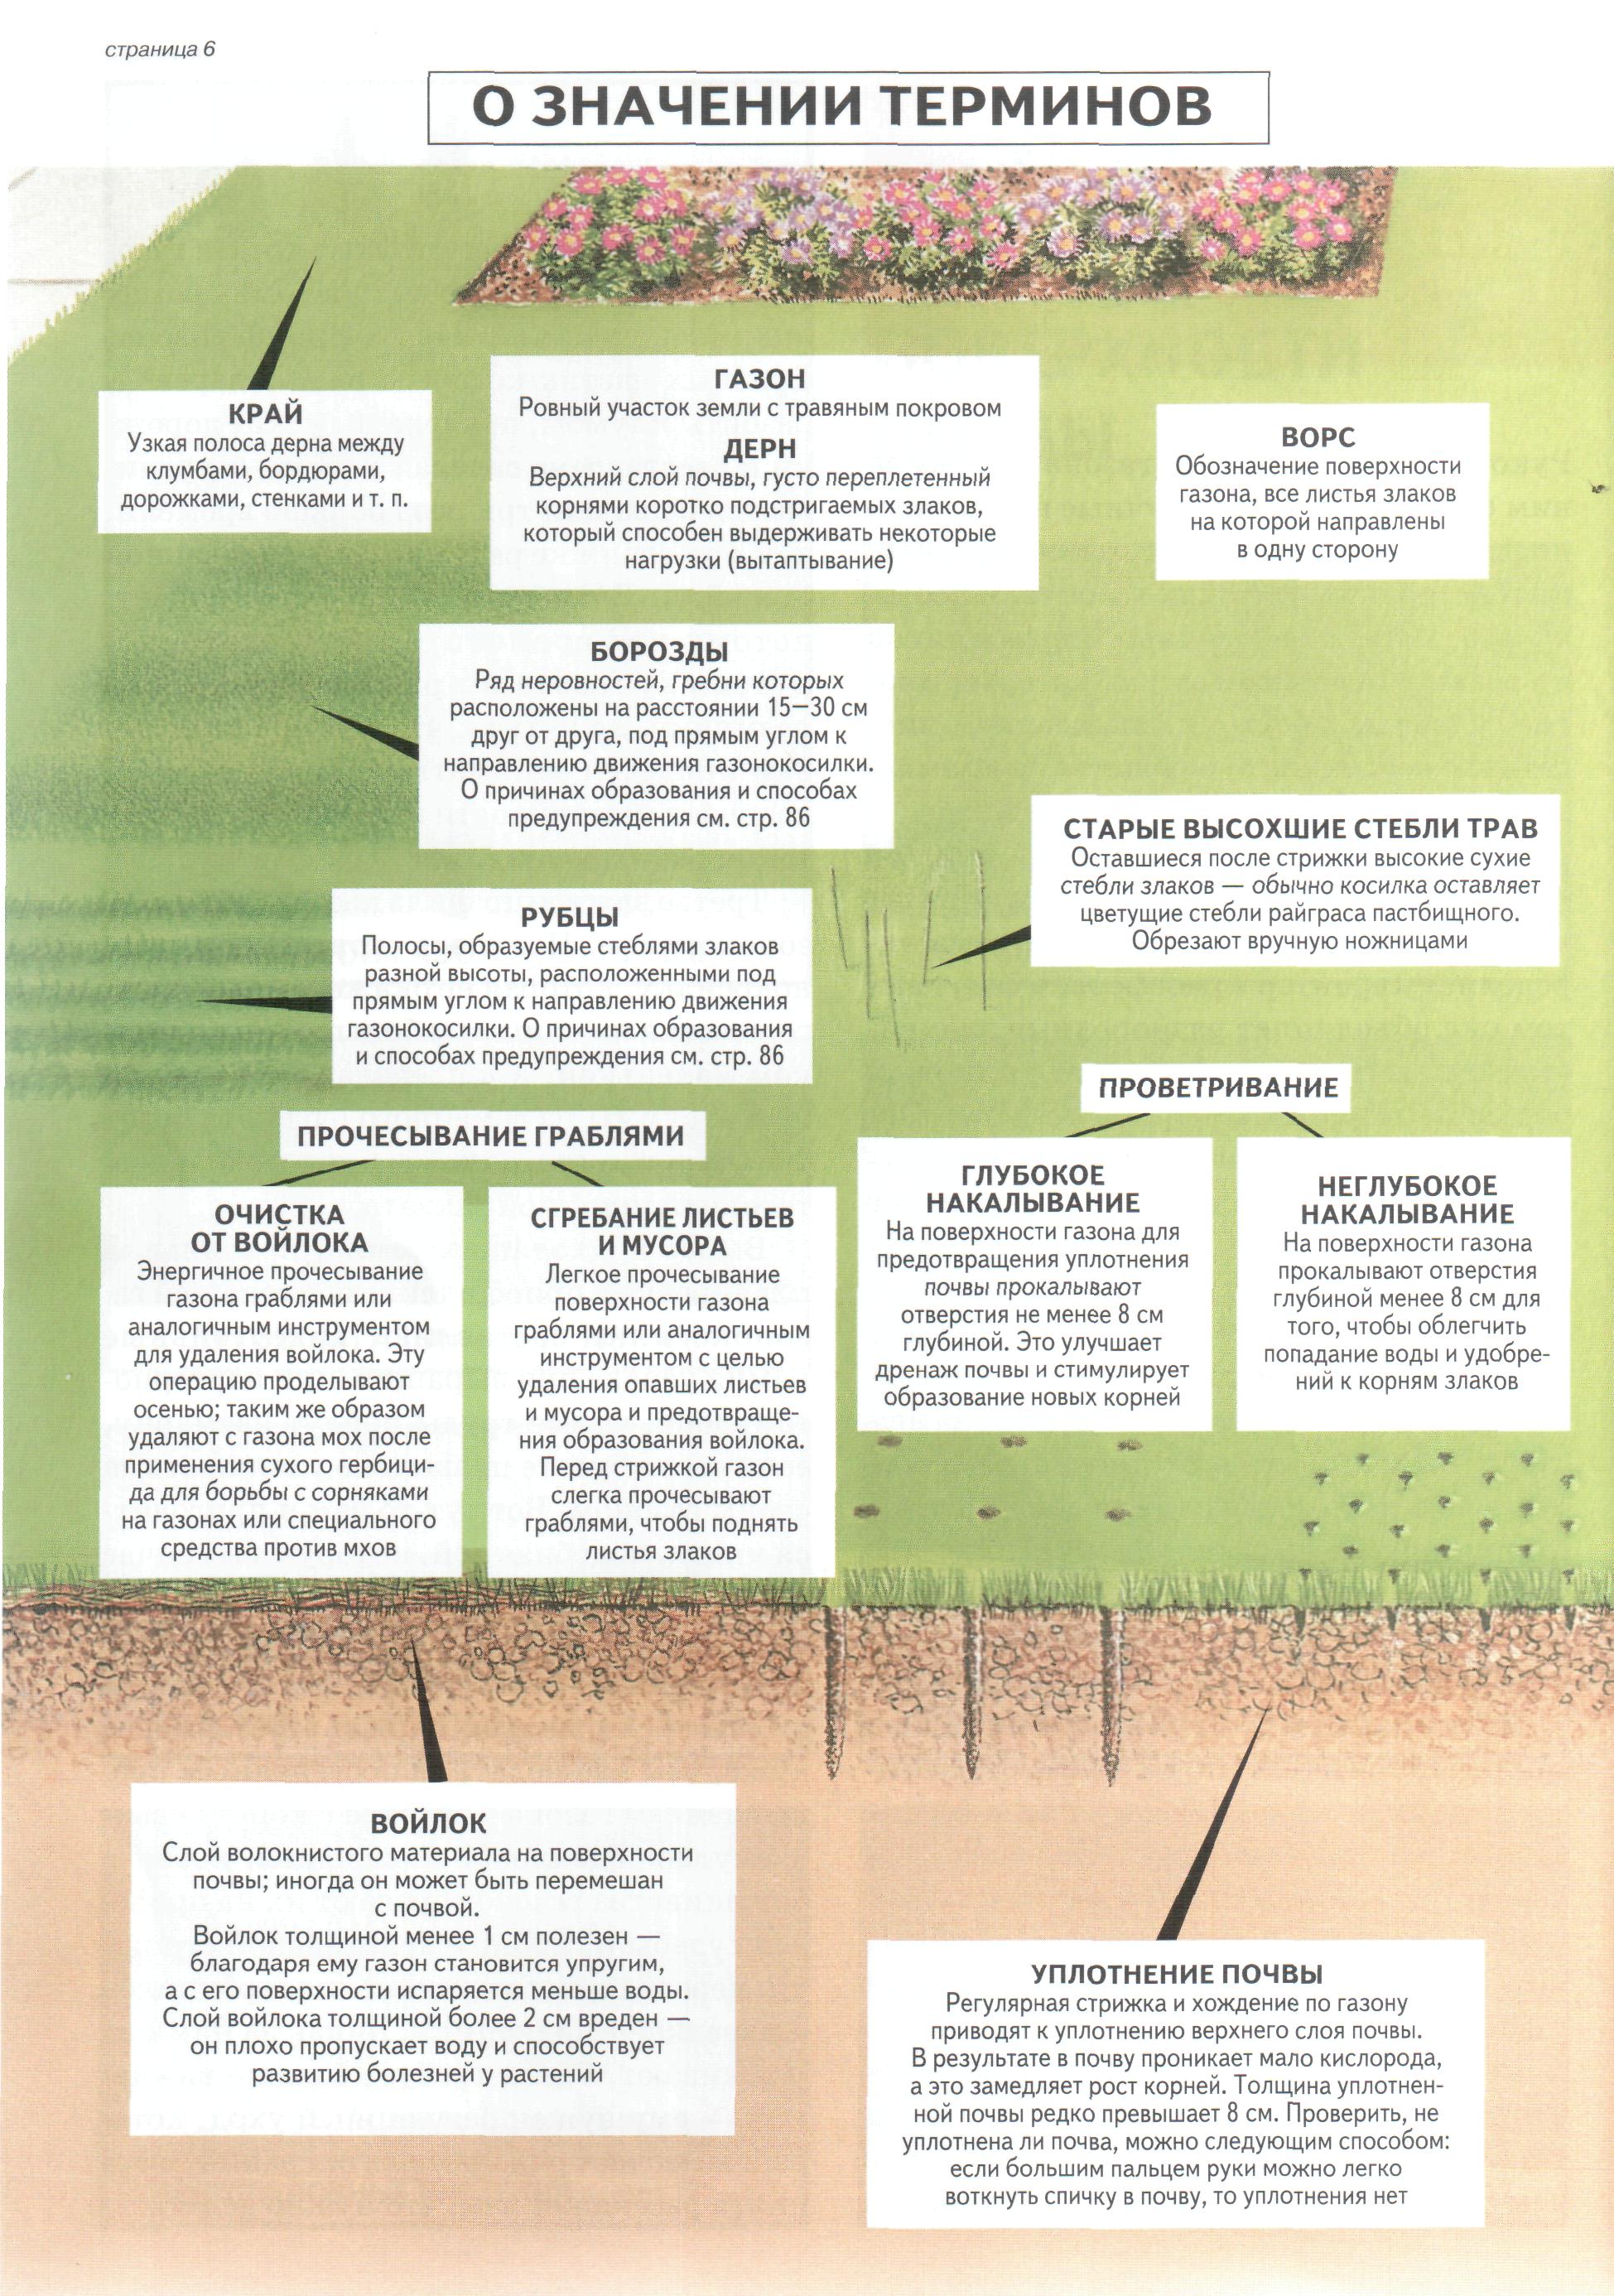 страница 6
О ЗНАЧЕНИИ ТЕРМИНОВ
КРАЙ
Узкая полоса дерна между
клумбами, бордюрами,
дорожками, стенками и т. п.
ГАЗОН
Ровный участок земли с травяным покровом
ДЕРН
Верхний слой почвы, густо переплетенный
корнями коротко подстригаемых злаков,
который способен выдерживать некоторые
нагрузки (вытаптывание)
ВОРС
Обозначение поверхности
газона, все листья злаков
на которой направлены
в одну сторону
БОРОЗДЫ
Ряд неровностей, гребни которых
расположены на расстоянии 15—30 см
друг от друга, под прямым углом к
направлению движения газонокосилки.
О причинах образования и способах
предупреждения см. стр. 86
СТАРЫЕ ВЫСОХШИЕ СТЕБЛИ ТРАВ
Оставшиеся после стрижки высокие сухие
стебли злаков — обычно косилка оставляет
цветущие стебли райграса пастбищного.
Обрезают вручную ножницами
РУБЦЫ
Полосы, образуемые стеблями злаков
разной высоты, расположенными под
прямым углом к направлению движения
газонокосилки. О причинах образования
и способах предупреждения см. стр. 86
ПРОЧЕСЫВАНИЕ ГРАБЛЯМИ
ОЧИСТКА
ОТ ВОЙЛОКА
Энергичное прочесывание
газона граблями или
аналогичным инструментом
для удаления войлока. Эту
операцию проделывают
осенью; таким же образом
удаляют с газона мох после
применения сухого гербици-
да для борьбы с сорняками
на газонах или специального
средства против мхов
СГРЕБАНИЕ ЛИСТЬЕВ
И МУСОРА
Легкое прочесывание
поверхности газона
граблями или аналогичным
инструментом с целью
удаления опавших листьев
и мусора и предотвраще-
ния образования войлока.
Перед стрижкой газон
слегка прочесывают
граблями, чтобы поднять
листья злаков
ПРОВЕТРИВАНИЕ
ГЛУБОКОЕ
НАКАЛЫВАНИЕ
На поверхности газона для
предотвращения уплотнения
почвы прокалывают
отверстия не менее 8 см
глубиной. Это улучшает
дренаж почвы и стимулирует
образование новых корней
НЕГЛУБОКОЕ
НАКАЛЫВАНИЕ
На поверхности газона
прокалывают отверстия
глубиной менее 8 см для
того, чтобы облегчить
попадание воды и удобре-
ний к корням злаков
ВОЙЛОК
Слой волокнистого материала на поверхности
почвы; иногда он может быть перемешан
с почвой.
Войлок толщиной менее 1 см полезен —
благодаря ему газон становится упругим,
а с его поверхности испаряется меньше воды.
Слой войлока толщиной более 2 см вреден —
он плохо пропускает воду и способствует
развитию болезней у растений
УПЛОТНЕНИЕ ПОЧВЫ
Регулярная стрижка и хождение по газону
приводят к уплотнению верхнего слоя почвы.
В результате в почву проникает мало кислорода,
а это замедляет рост корней. Толщина уплотнен-
ной почвы редко превышает 8 см. Проверить, не
уплотнена ли почва, можно следующим способом:
если большим пальцем руки можно легко
воткнуть спичку в почву, то уплотнения нет